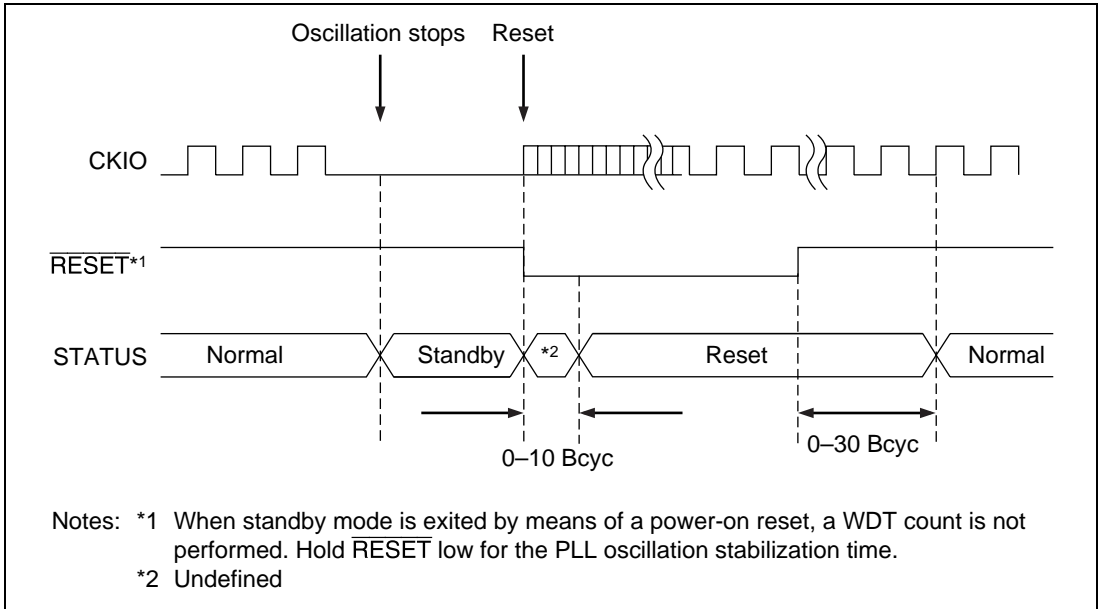 Oscillation stops Reset
CKIO
RESET*1
STATUS Normal Standby *2 Reset Normal
0–10 Bcyc 0–30 Bcyc
Notes: *1 When standby mode is exited by means of a power-on reset, a WDT count is not
performed. Hold RESET low for the PLL oscillation stabilization time.
*2 Undefined